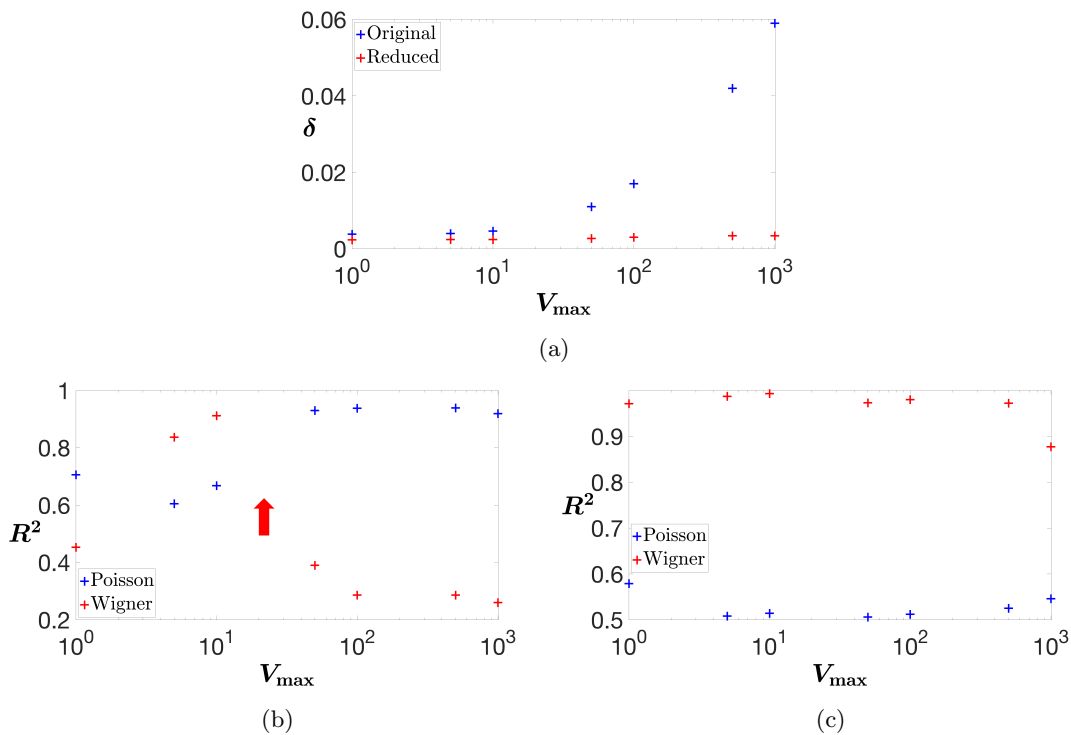 0.06
Original
Reduced
0.04
δ
0.02
0
10^0 10^1 10^2 10^3
V_max
(a)
1
0.8
0.6
R^2
0.4
Poisson
Wigner
0.2
10^0 10^1 10^2 10^3
V_max
(b)
0.9
0.8
0.7
R^2
Poisson
Wigner
0.6
0.5
10^0 10^1 10^2 10^3
V_max
(c)